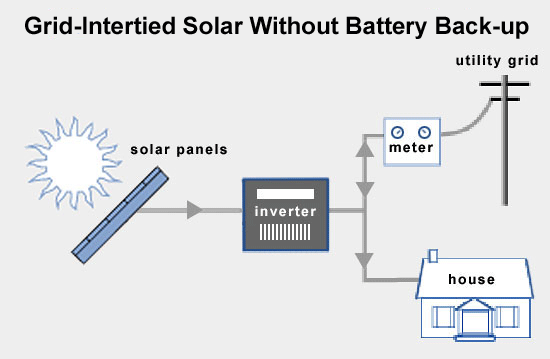 Grid-Intertied Solar Without Battery Back-up
utility grid
solar panels
meter
inverter
house